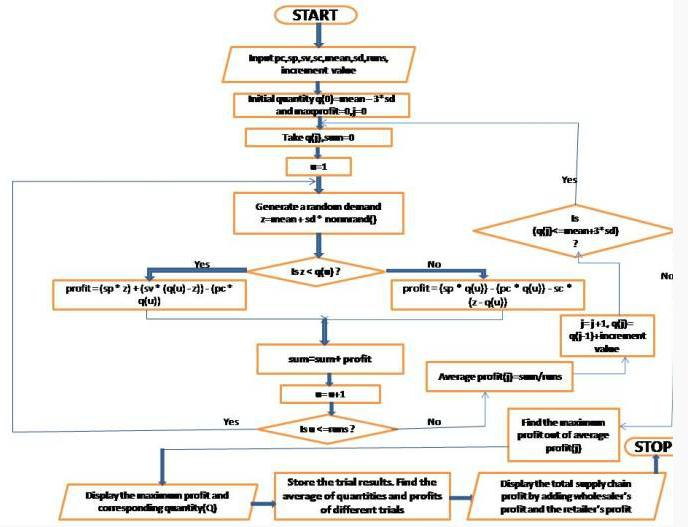 START
Input pc,sp,sv,sc,mean,sd,runs,
increment value
Initial quantity q(0)=mean-3*sd
and maxprofit=0,j=0
Take q(j),sum=0
u=1
Generate a random demand
z=mean + sd * normrand()
Is z < q(u) ?
Yes
No
profit = (sp * z) + (sv * (q(u) - z)) - (pc *
q(u))
profit = (sp * q(u)) - (pc * q(u)) - sc *
(z - q(u))
sum=sum+ profit
u= u+1
Is u <=runs ?
Yes
No
Average profit(j)=sum/runs
j=j+1, q(j)=
q(j-1)+increment
value
Is
(q(j)<=mean+3*sd)
?
Yes
No
Find the maximum
profit out of average
profit(j)
STOP
Display the maximum profit and
corresponding quantity(Q)
Store the trial results. Find the
average of quantities and profits
of different trials
Display the total supply chain
profit by adding wholesaler's
profit and the retailer's profit